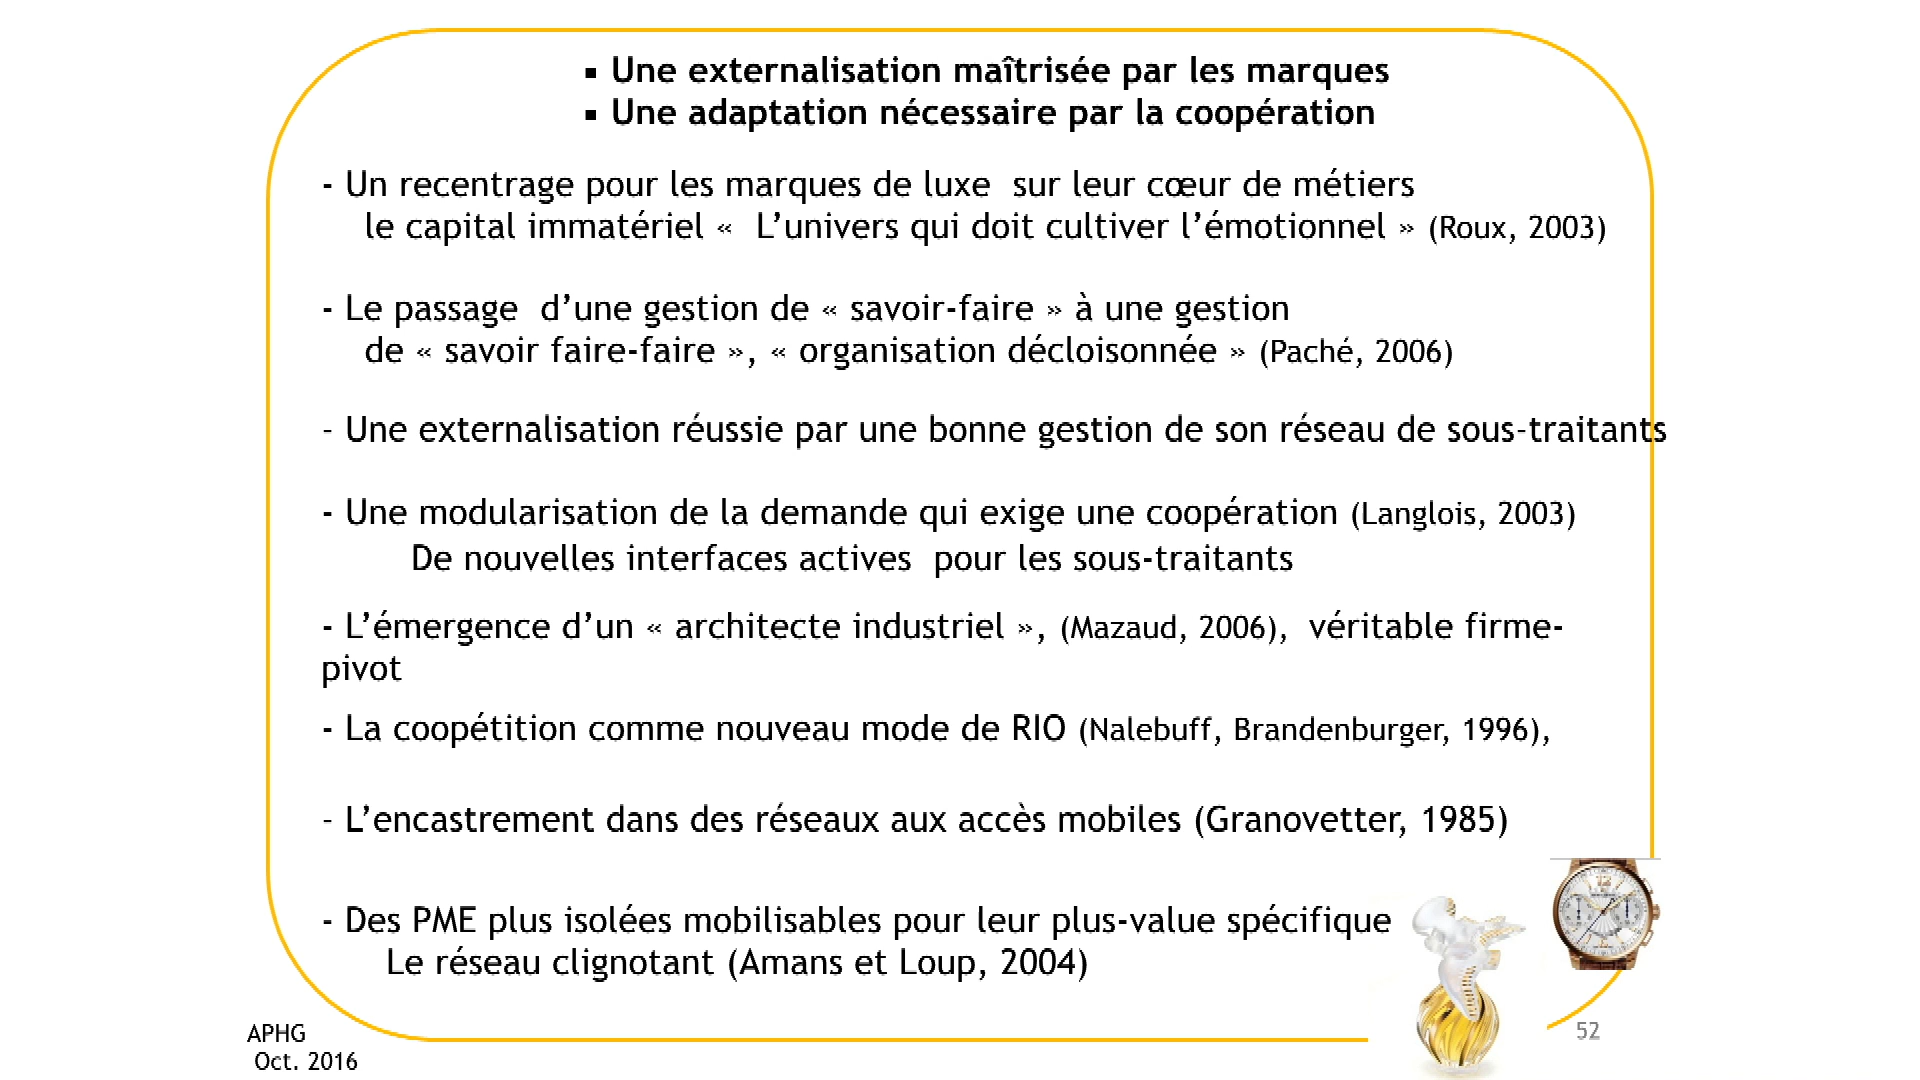 ▪ Une externalisation maîtrisée par les marques
▪ Une adaptation nécessaire par la coopération
- Un recentrage pour les marques de luxe sur leur cœur de métiers
le capital immatériel « L’univers qui doit cultiver l’émotionnel » (Roux, 2003)
- Le passage d’une gestion de « savoir-faire » à une gestion
de « savoir faire-faire », « organisation décloisonnée » (Paché, 2006)
- Une externalisation réussie par une bonne gestion de son réseau de sous-traitants
- Une modularisation de la demande qui exige une coopération (Langlois, 2003)
De nouvelles interfaces actives pour les sous-traitants
- L’émergence d’un « architecte industriel », (Mazaud, 2006), véritable firme-
pivot
- La coopétition comme nouveau mode de RIO (Nalebuff, Brandenburger, 1996),
- L’encastrement dans des réseaux aux accès mobiles (Granovetter, 1985)
- Des PME plus isolées mobilisables pour leur plus-value spécifique
Le réseau clignotant (Amans et Loup, 2004)
APHG
Oct. 2016
52